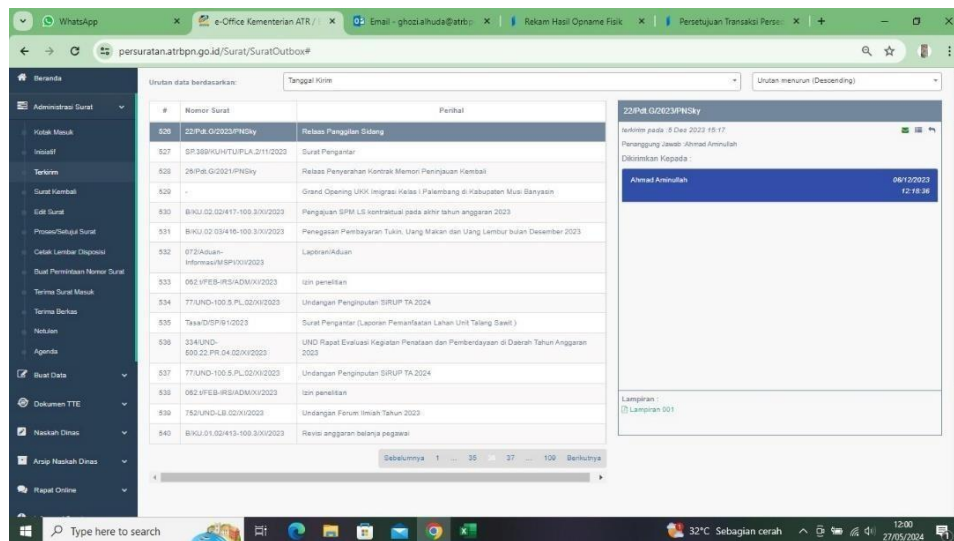 WhatsApp
e-Office Kementerian ATR /
Email - ghozi.alhuda@atrbp
Rekam Hasil Opname Fisik
Persetujuan Transaksi Perse
persuratan.atrbpn.go.id/Surat/SuratOutbox#
Beranda
Administrasi Surat
Kotak Masuk
Inisiatif
Terkirim
Surat Kembali
Edit Surat
Proses/Setujui Surat
Cetak Lembar Disposisi
Buat Permintaan Nomor Surat
Terima Surat Masuk
Terima Berkas
Notulen
Agenda
Buat Data
Dokumen TTE
Naskah Dinas
Arsip Naskah Dinas
Rapat Online
Urutan data berdasarkan:
Tanggal Kirim
Urutan menurun (Descending)
# Nomor Surat Perihal
526 22/Pdt.G/2023/PNSky Relaas Panggilan Sidang
527 SP.389/KUH/TU/PLA.2/11/2023 Surat Pengantar
528 26/Pdt.G/2021/PNSky Relaas Penyerahan Kontrak Memori Peninjauan Kembali
529 - Grand Opening UKK Imigrasi Kelas I Palembang di Kabupaten Musi Banyasin
530 B/KU.02.02/417-100.3/XI/2023 Pengajuan SPM LS kontraktual pada akhir tahun anggaran 2023
531 B/KU.02.03/416-100.3/XI/2023 Penegasan Pembayaran Tukin, Uang Makan dan Uang Lembur bulan Desember 2023
532 072/Aduan-
Informasi/MSPI/XI/2023 Laporan/Aduan
533 062.I/FEB-IRS/ADM/XI/2023 Izin penelitian
534 77/UND-100.5.PL.02/XI/2023 Undangan Penginputan SIRUP TA 2024
535 Tasa/D/SP/91/2023 Surat Pengantar (Laporan Pemanfaatan Lahan Unit Talang Sawit )
536 334/UND-
500.22.PR.04.02/XI/2023 UND Rapat Evaluasi Kegiatan Penataan dan Pemberdayaan di Daerah Tahun Anggaran
2023
537 77/UND-100.5.PL.02/XI/2023 Undangan Penginputan SIRUP TA 2024
538 062.I/FEB-IRS/ADM/XI/2023 Izin penelitian
539 752/UND-LB.02/XI/2023 Undangan Forum Ilmiah Tahun 2023
540 B/KU.01.02/413-100.3/XI/2023 Revisi anggaran belanja pegawai
Sebelumnya 1 ... 35 37 ... 109 Berikutnya
22/Pdt.G/2023/PNSky
terkirim pada : 5 Des 2023 16:17
Penanggung Jawab : Ahmad Aminullah
Dikirimkan Kepada :
Ahmad Aminullah 06/12/2023
12:18:36
Lampiran :
Lampiran 001
Type here to search
32°C Sebagian cerah
12:00
27/05/2024